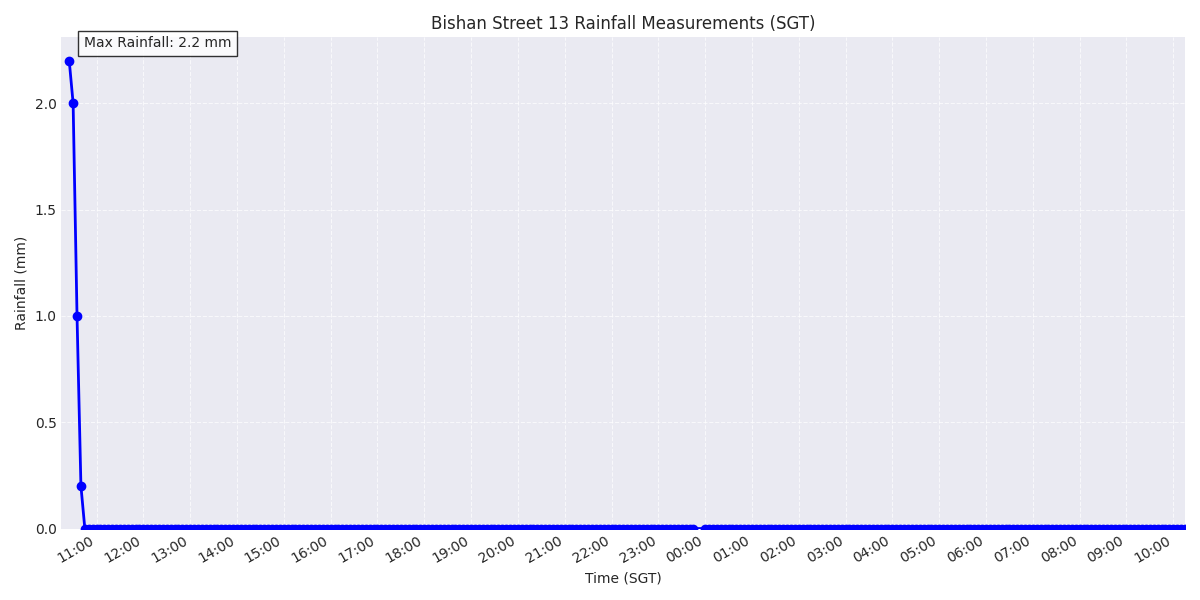 Bishan Street 13 Rainfall Measurements (SGT)
Max Rainfall: 2.2 mm
2.0
1.5
1.0
0.5
0.0
Rainfall (mm)
11:00 12:00 13:00 14:00 15:00 16:00 17:00 18:00 19:00 20:00 21:00 22:00 23:00 00:00 01:00 02:00 03:00 04:00 05:00 06:00 07:00 08:00 09:00 10:00
Time (SGT)